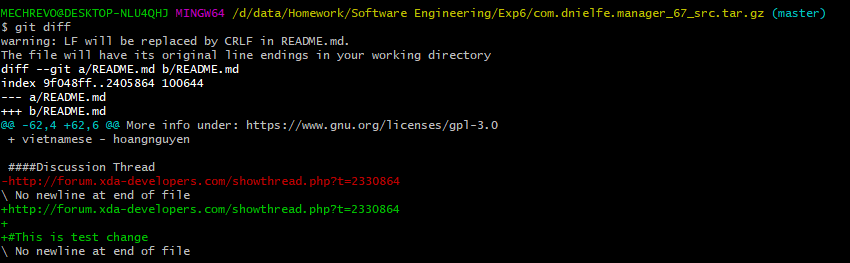 MECHREVO@DESKTOP-NLU4QHJ MINGW64 /d/data/Homework/Software Engineering/Exp6/com.dnielfe.manager_67_src.tar.gz (master)
$ git diff
warning: LF will be replaced by CRLF in README.md.
The file will have its original line endings in your working directory
diff --git a/README.md b/README.md
index 9f048ff..2405864 100644
--- a/README.md
+++ b/README.md
@@ -62,4 +62,6 @@ More info under: https://www.gnu.org/licenses/gpl-3.0
 + vietnamese - hoangnguyen

 ####Discussion Thread
-http://forum.xda-developers.com/showthread.php?t=2330864
\ No newline at end of file
+http://forum.xda-developers.com/showthread.php?t=2330864
+
+#This is test change
\ No newline at end of file